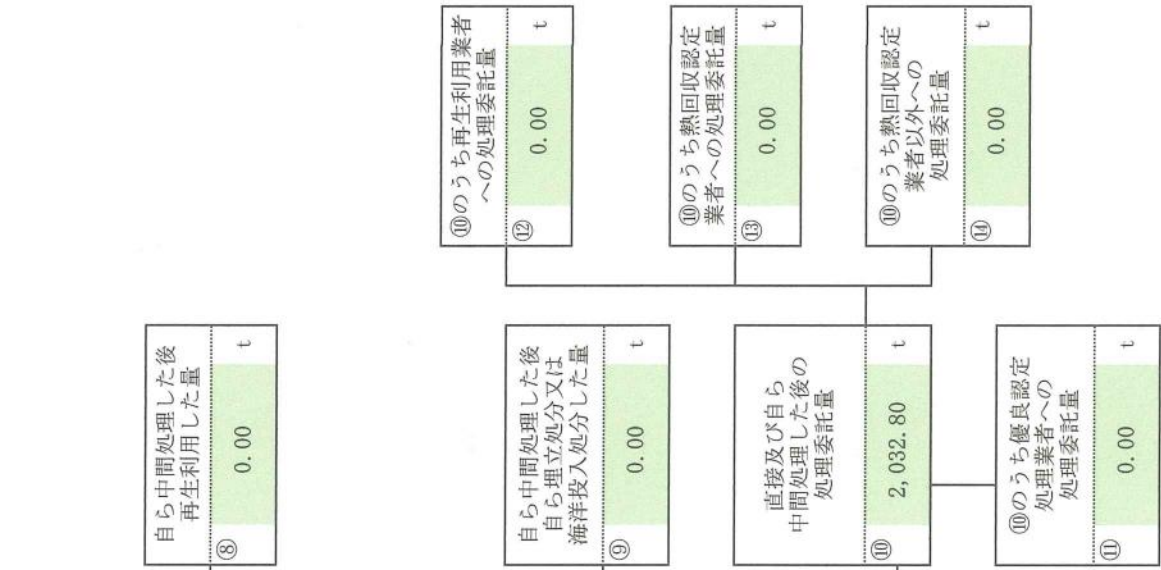 自ら中間処理した後
再生利用した量
⑧ 0.00 t
自ら中間処理した後
自ら埋立処分又は
海洋投入処分した量
⑨ 0.00 t
直接及び自ら
中間処理した後の
処理委託量
⑩ 2,032.80 t
⑩のうち優良認定
処理業者への
処理委託量
⑪ 0.00 t
⑩のうち再生利用業者
への処理委託量
⑫ 0.00 t
⑩のうち熱回収認定
業者への処理委託量
⑬ 0.00 t
⑩のうち熱回収認定
業者以外への
処理委託量
⑭ 0.00 t